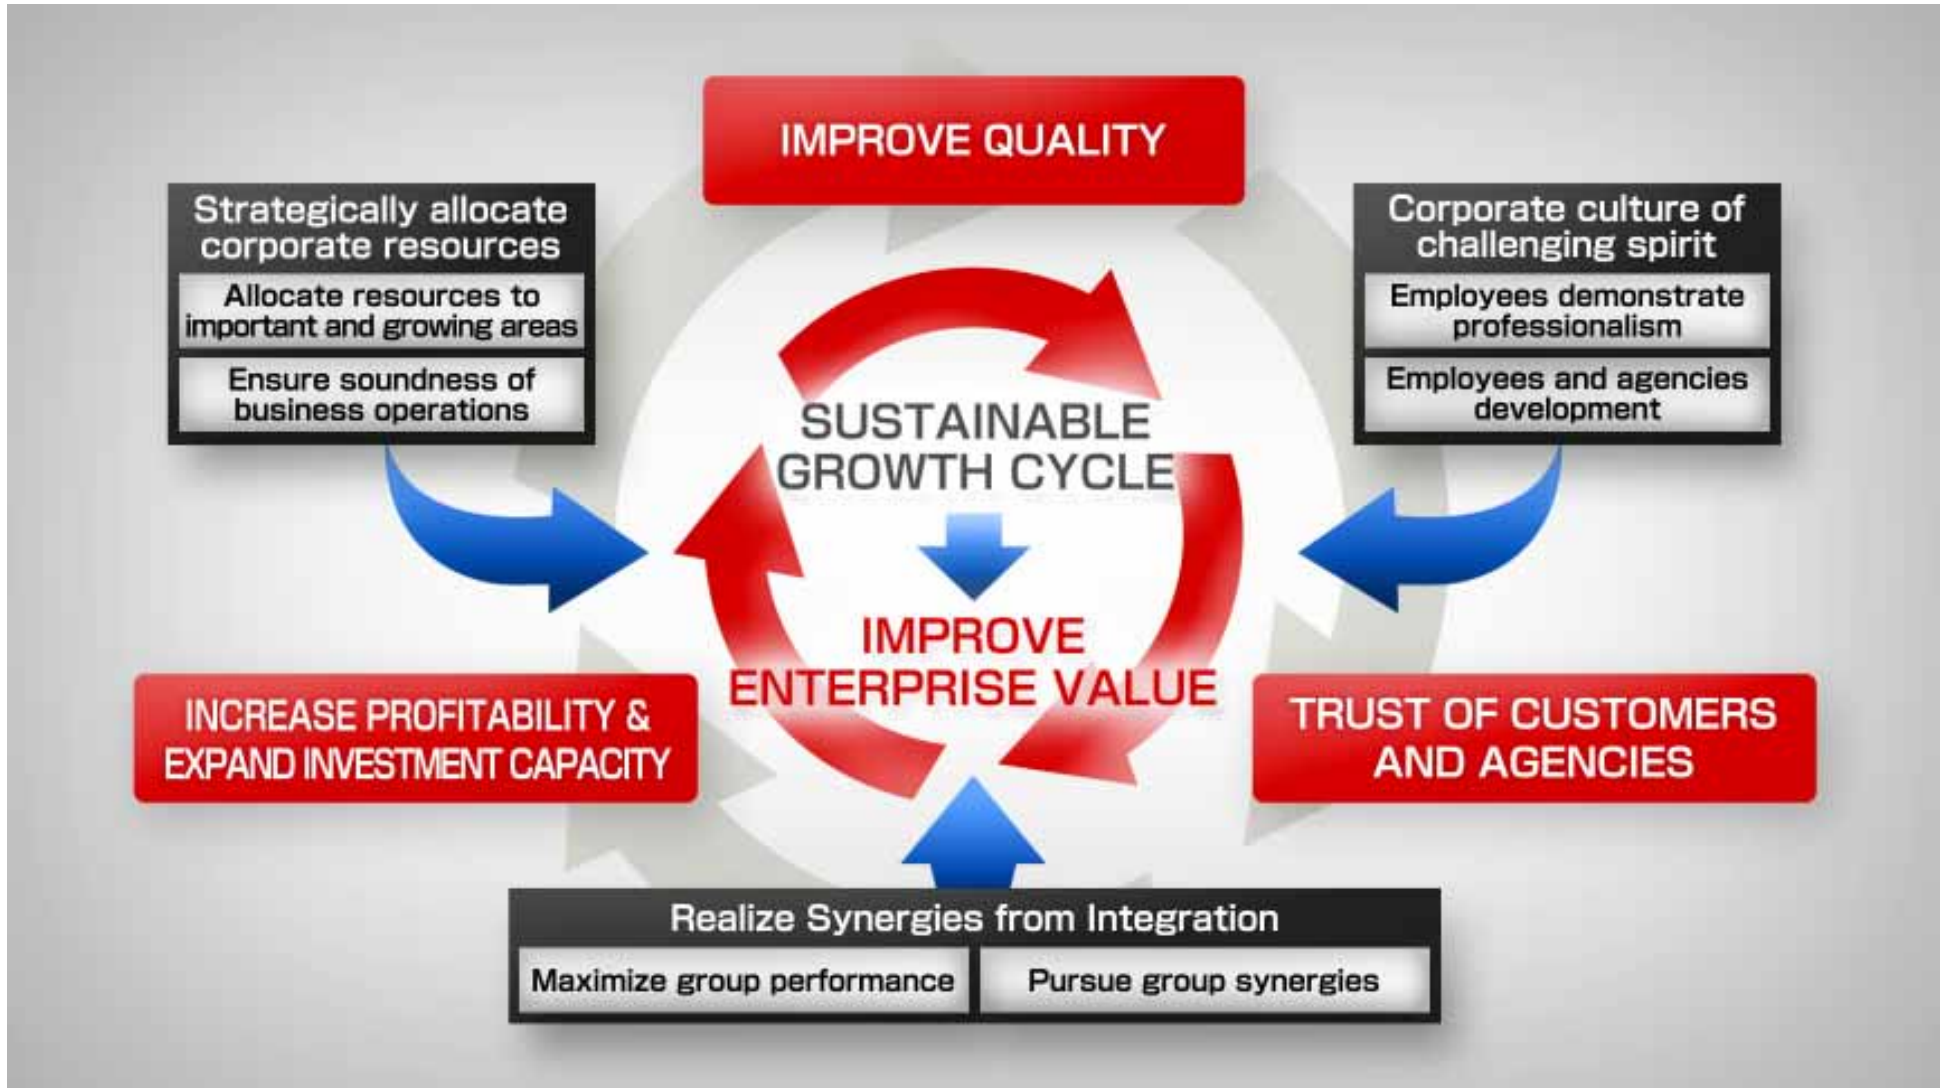 IMPROVE QUALITY
Strategically allocate
corporate resources
Allocate resources to
important and growing areas
Ensure soundness of
business operations
Corporate culture of
challenging spirit
Employees demonstrate
professionalism
Employees and agencies
development
SUSTAINABLE
GROWTH CYCLE
IMPROVE
ENTERPRISE VALUE
INCREASE PROFITABILITY &
EXPAND INVESTMENT CAPACITY
TRUST OF CUSTOMERS
AND AGENCIES
Realize Synergies from Integration
Maximize group performance
Pursue group synergies